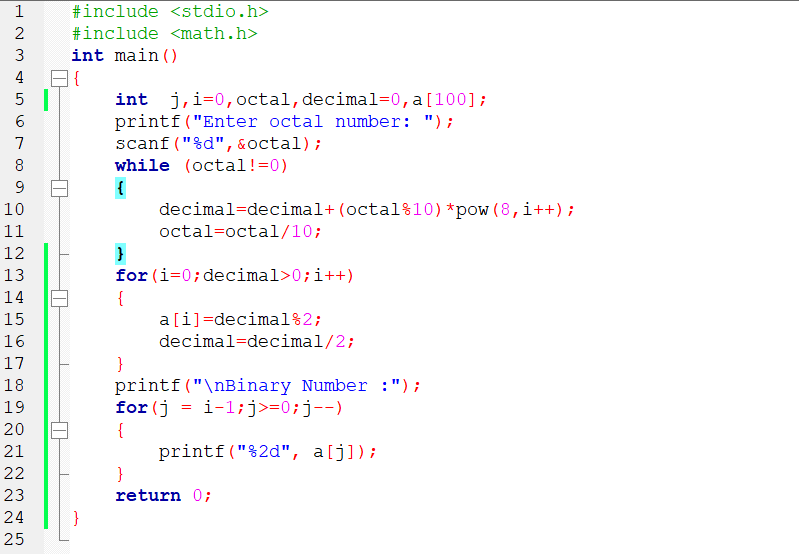 1 #include <stdio.h>
2 #include <math.h>
3 int main()
4 {
5     int  j,i=0,octal,decimal=0,a[100];
6     printf("Enter octal number: ");
7     scanf("%d",&octal);
8     while (octal!=0)
9     {
10         decimal=decimal+(octal%10)*pow(8,i++);
11         octal=octal/10;
12     }
13     for(i=0;decimal>0;i++)
14     {
15         a[i]=decimal%2;
16         decimal=decimal/2;
17     }
18     printf("\nBinary Number :");
19     for(j = i-1;j>=0;j--)
20     {
21         printf("%2d", a[j]);
22     }
23     return 0;
24 }
25